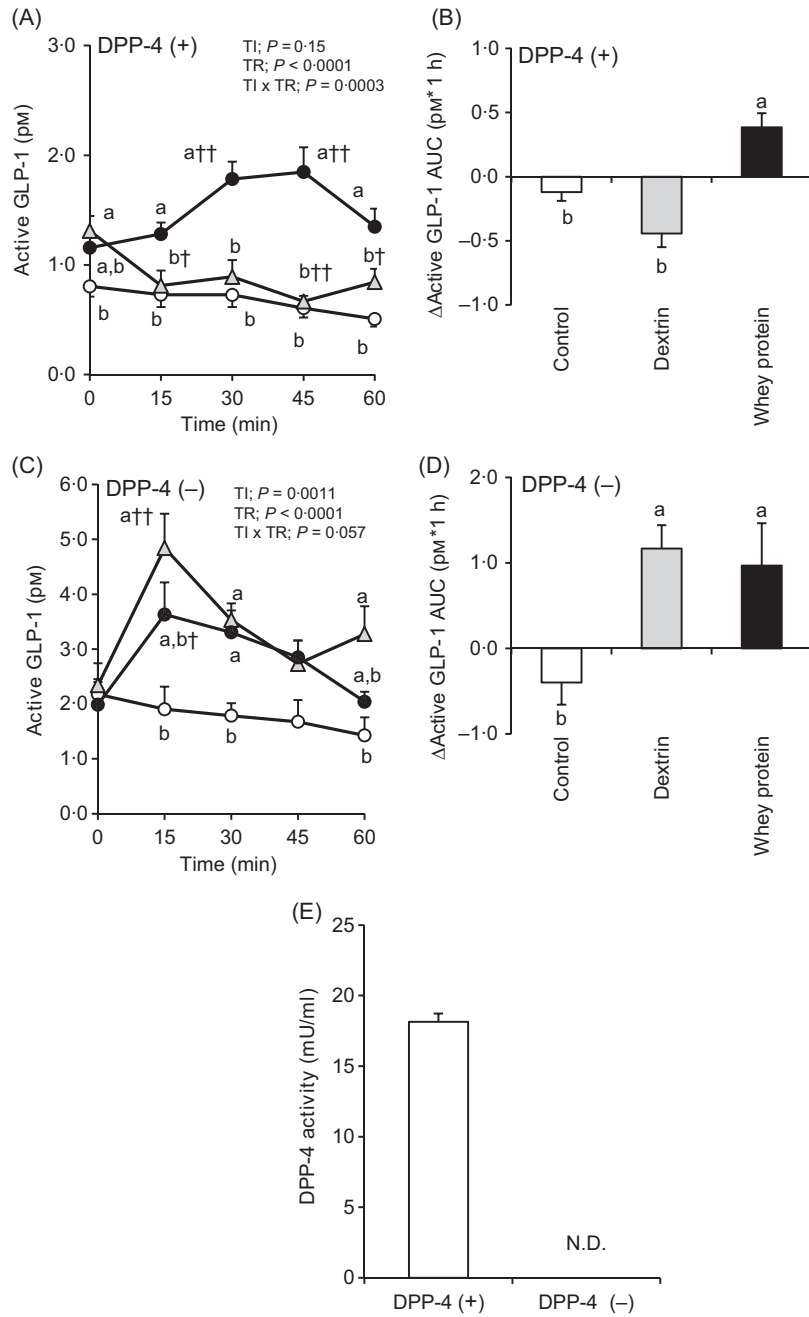 (A)
DPP-4 (+)
TI; P = 0·15
TR; P < 0·0001
TI x TR; P = 0·0003
Active GLP-1 (pM)
3·0
2·0
1·0
0·0
a
a
a††
a††
a
a,b
b†
b
b††
b†
b
b
b
b
b
0
15
30
45
60
Time (min)
(B)
DPP-4 (+)
ΔActive GLP-1 AUC (pM* 1 h)
1·0
0·5
0·0
–0·5
–1·0
b
b
a
Control
Dextrin
Whey protein
(C)
DPP-4 (–)
TI; P = 0·0011
TR; P < 0·0001
TI x TR; P = 0·057
Active GLP-1 (pM)
6·0
5·0
4·0
3·0
2·0
1·0
0·0
a††
a
a
a,b†
a
a,b
b
b
b
0
15
30
45
60
Time (min)
(D)
DPP-4 (–)
ΔActive GLP-1 AUC (pM*1 h)
2·0
1·0
0·0
–1·0
b
a
a
Control
Dextrin
Whey protein
(E)
DPP-4 activity (mU/ml)
25
20
15
10
5
0
N.D.
DPP-4 (+)
DPP-4 (–)